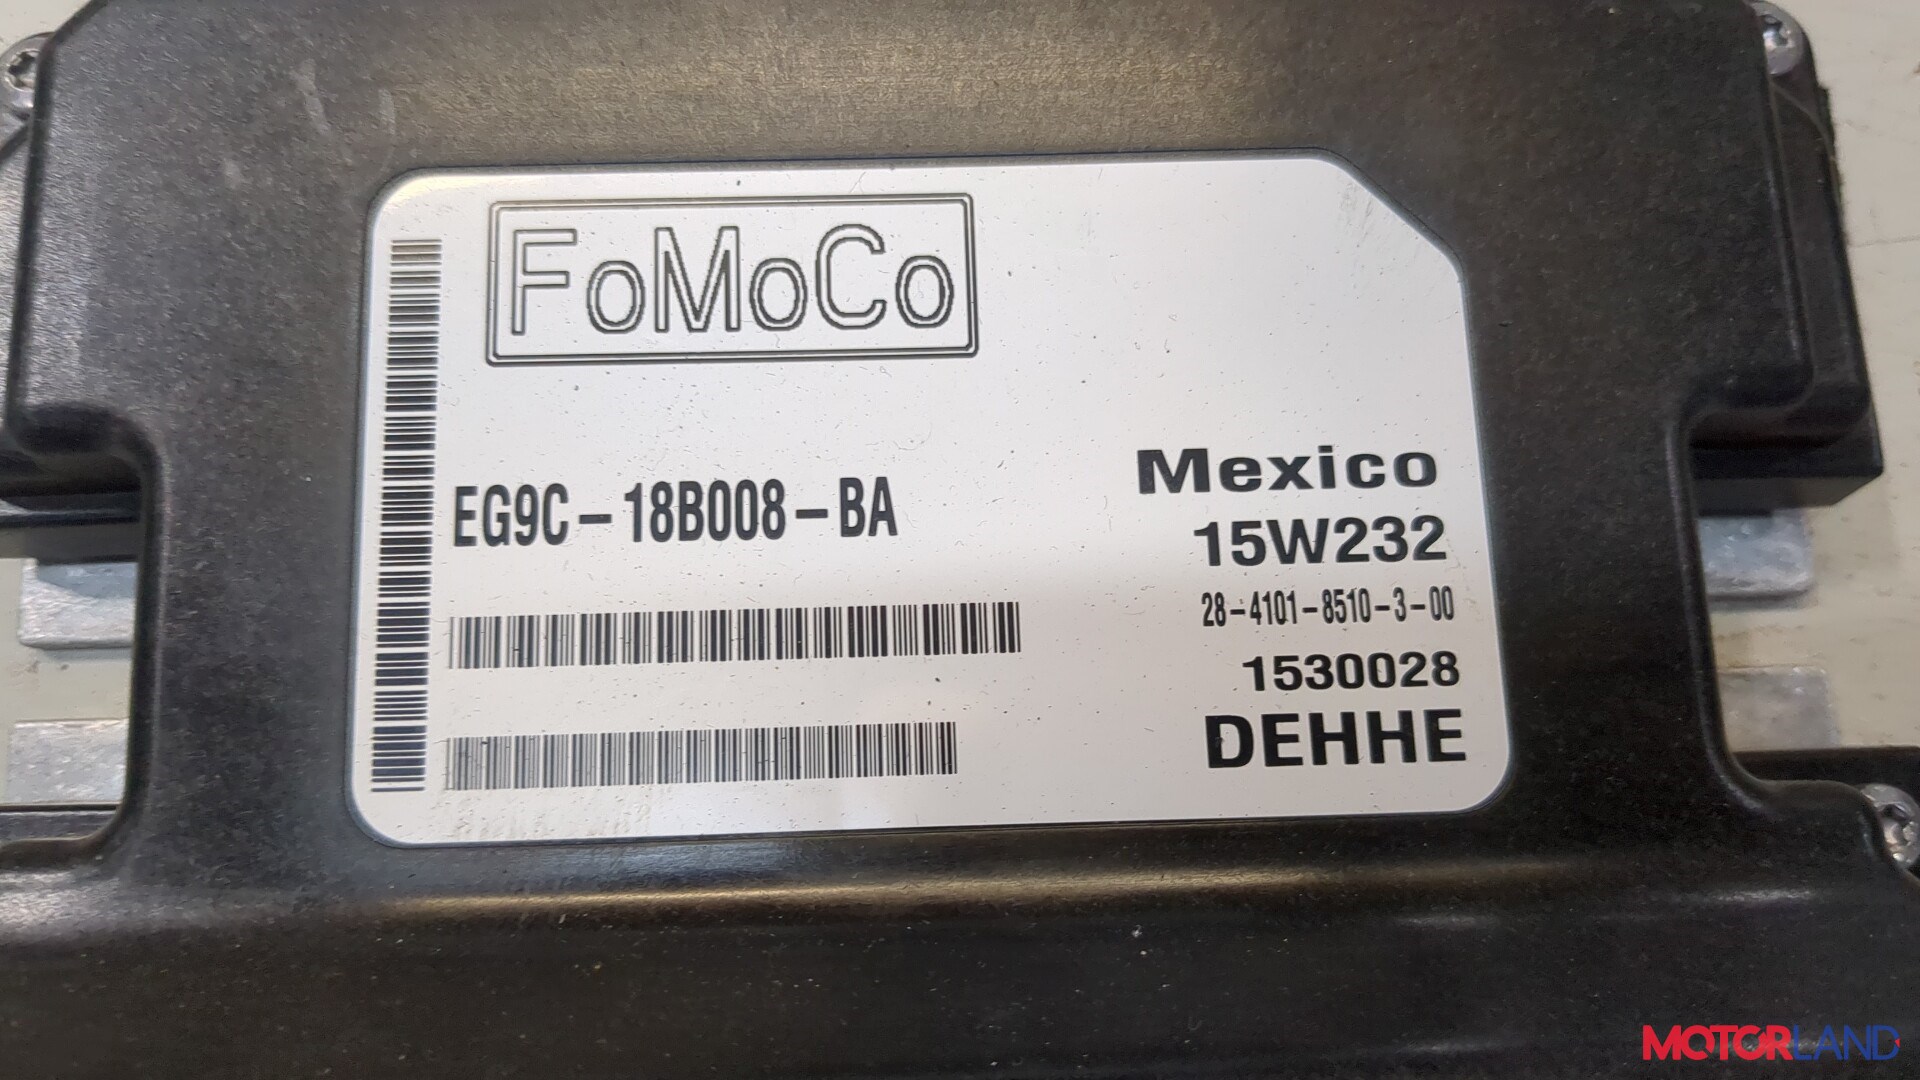 FoMoCo
EG9C-18B008-BA
Mexico
15W232
28-4101-8510-3-00
1530028
DEHHE
MOTORLAND